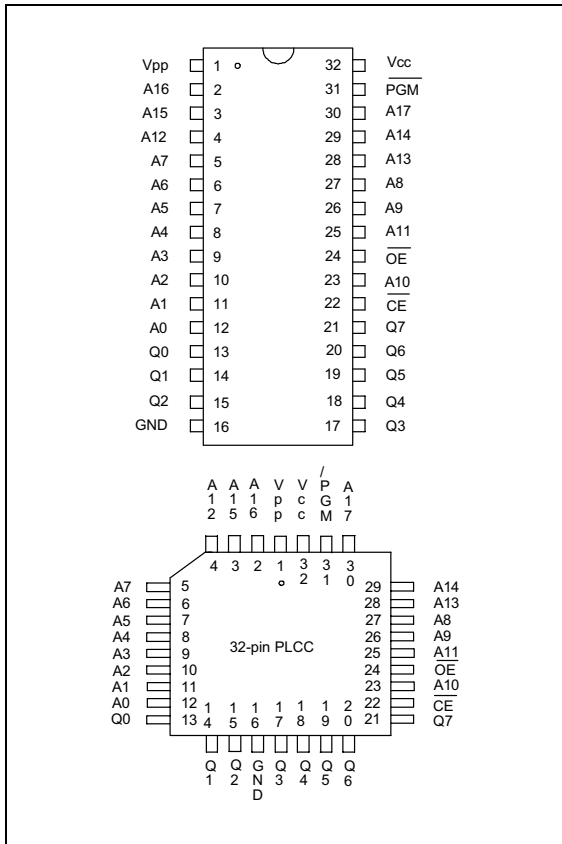 Vpp 1 32 Vcc
A16 2 31 PGM
A15 3 30 A17
A12 4 29 A14
A7 5 28 A13
A6 6 27 A8
A5 7 26 A9
A4 8 25 A11
A3 9 24 OE
A2 10 23 A10
A1 11 22 CE
A0 12 21 Q7
Q0 13 20 Q6
Q1 14 19 Q5
Q2 15 18 Q4
GND 16 17 Q3
A12 A15 A16 Vpp Vcc /PGM A17
4 3 2 1 32 31 30
A7 5 29 A14
A6 6 28 A13
A5 7 27 A8
A4 8 26 A9
A3 9 32-pin PLCC 25 A11
A2 10 24 OE
A1 11 23 A10
A0 12 22 CE
Q0 13 21 Q7
14 15 16 17 18 19 20
Q1 Q2 GND Q3 Q4 Q5 Q6